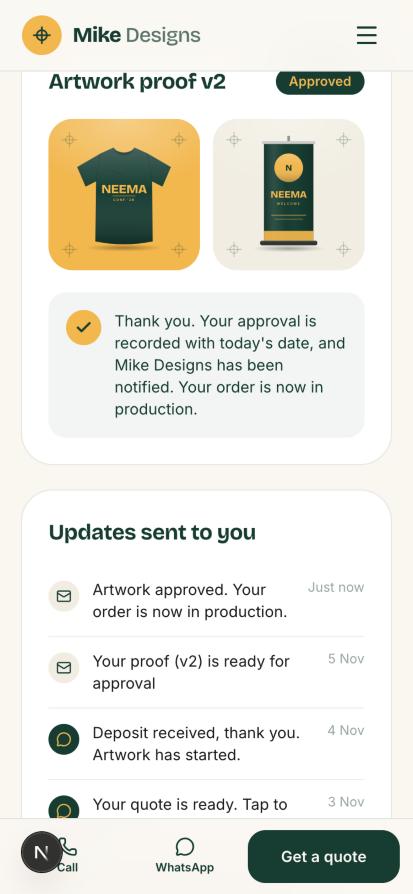 Mike Designs
Artwork proof v2
Approved
NEEMA
CONF '26
N
NEEMA
WELCOME
Thank you. Your approval is
recorded with today's date, and
Mike Designs has been
notified. Your order is now in
production.
Updates sent to you
Artwork approved. Your
order is now in production.
Just now
Your proof (v2) is ready for
approval
5 Nov
Deposit received, thank you.
Artwork has started.
4 Nov
Your quote is ready. Tap to
3 Nov
N
Call
WhatsApp
Get a quote